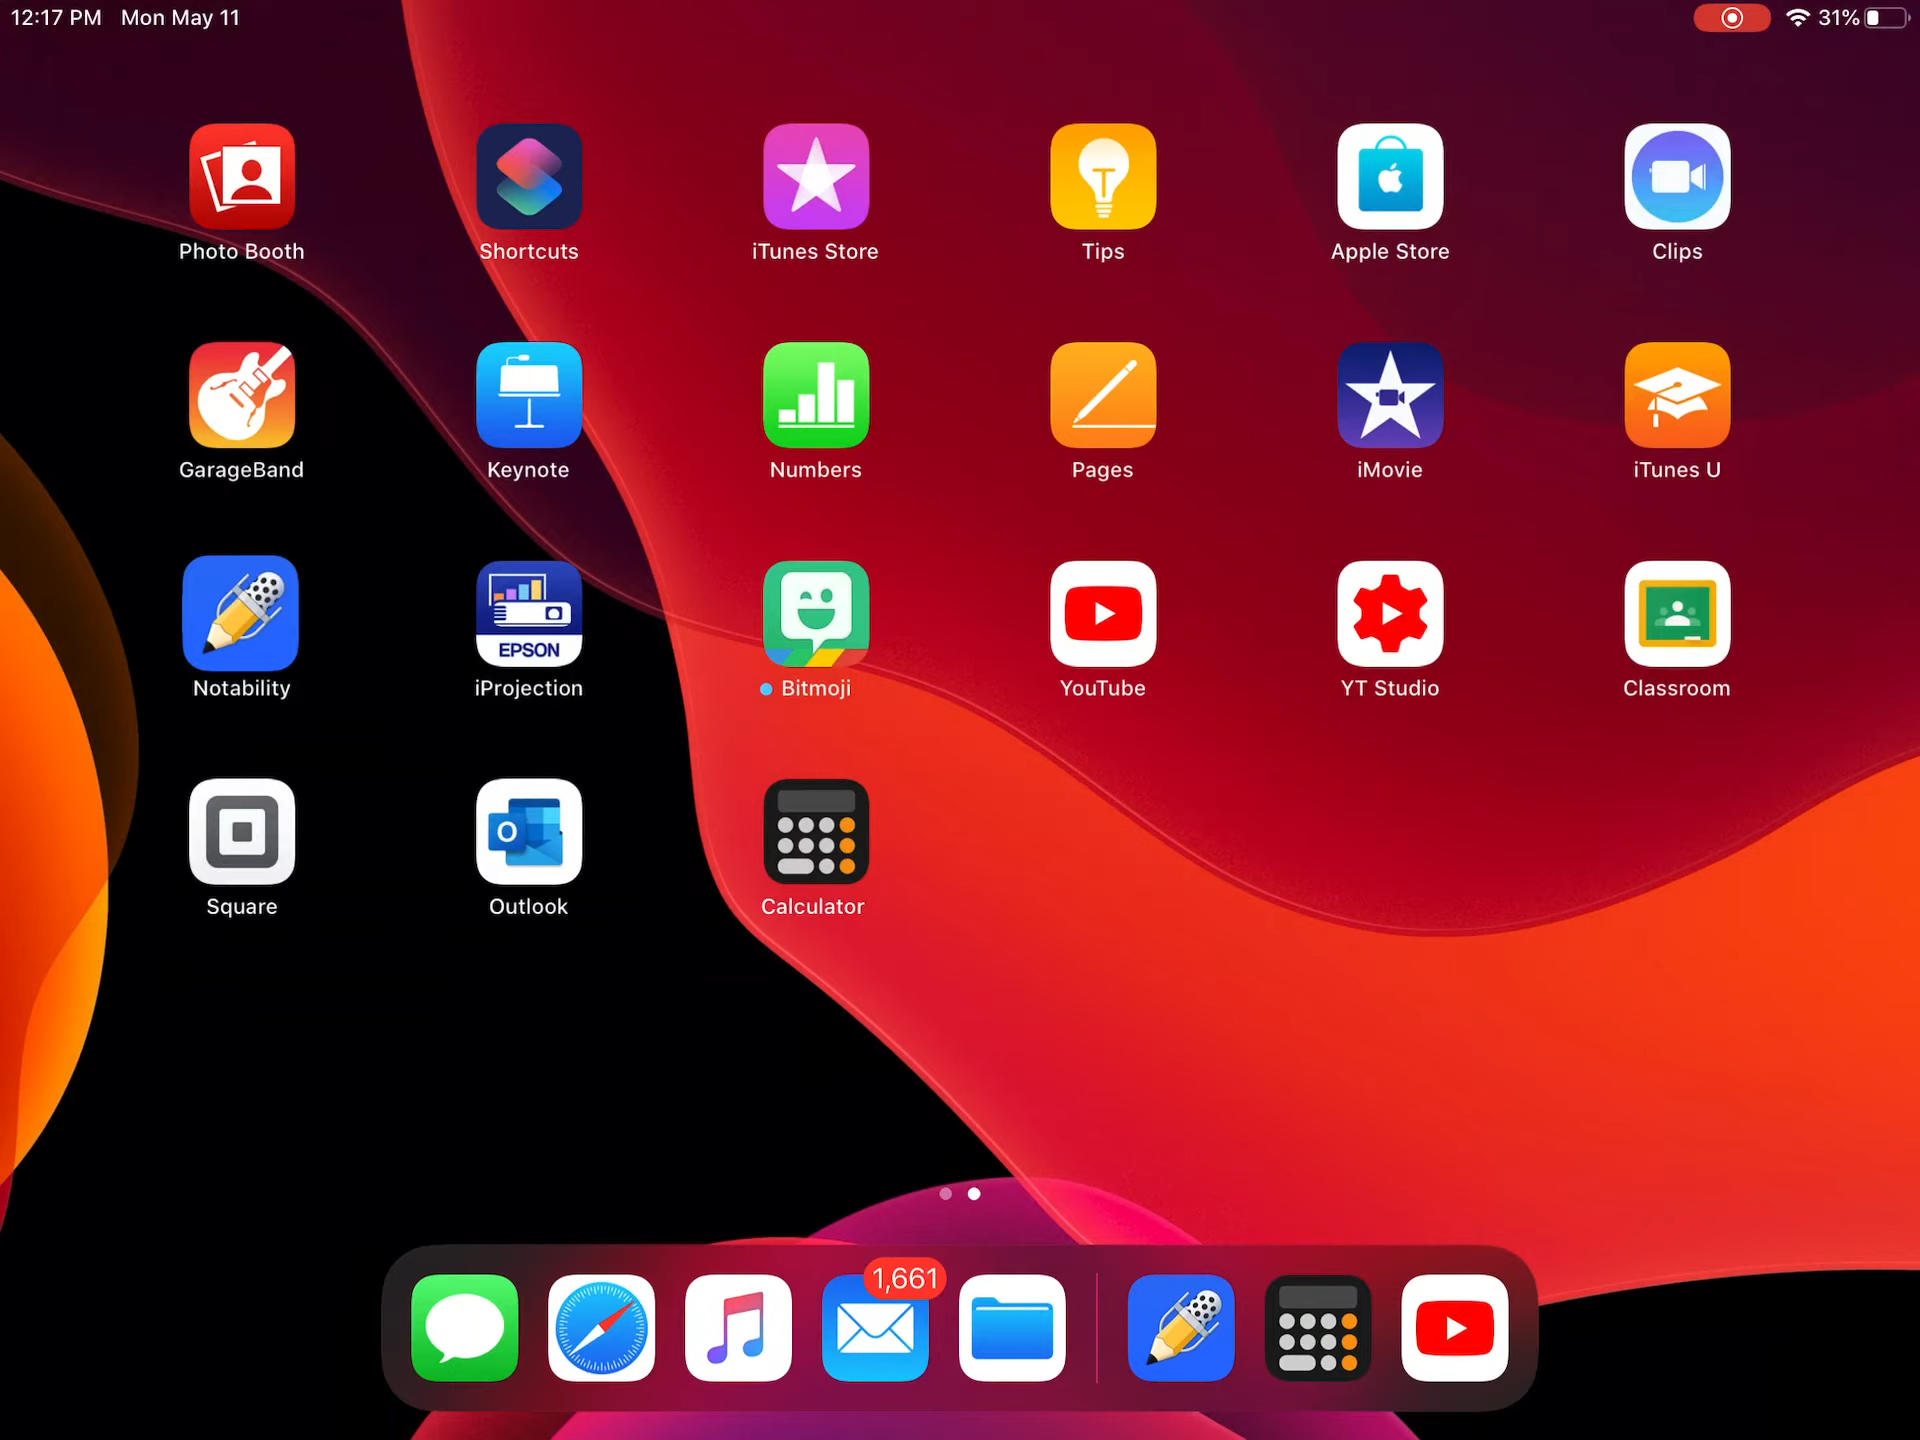 12:17 PM Mon May 11
31%
Photo Booth
Shortcuts
iTunes Store
Tips
Apple Store
Clips
GarageBand
Keynote
Numbers
Pages
iMovie
iTunes U
EPSON
Notability
iProjection
Bitmoji
YouTube
YT Studio
Classroom
Square
Outlook
Calculator
1,661